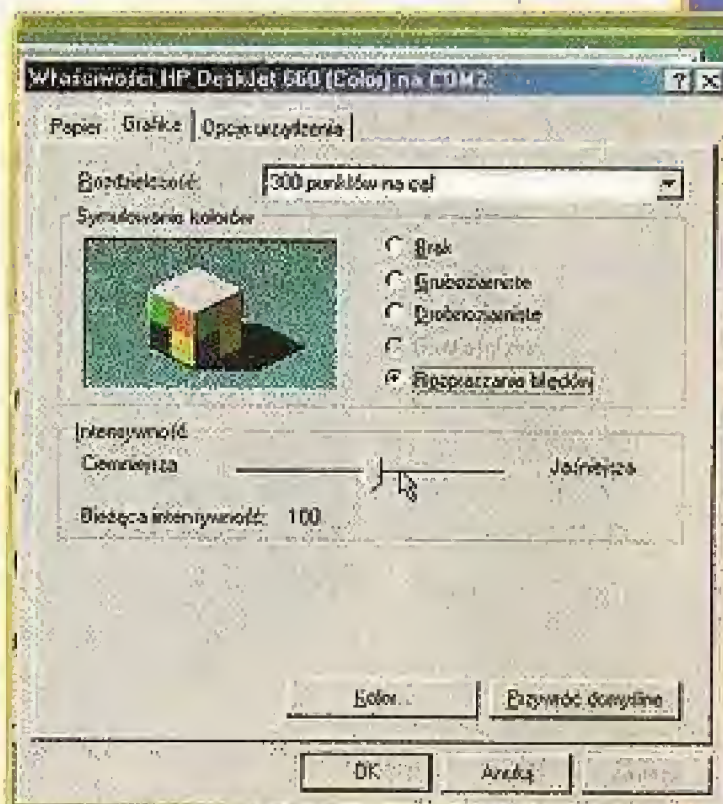 Właściwości HP DeskJet 660 (Color) na COM2:
Papier Grafika Opcje urządzenia
Rozdzielczość: 300 punktów na cal
Symulowanie kolorów
Brak
Gruboziarniste
Drobnoziarniste
Rozpraszanie błędów
Intensywność
Ciemniejsza Jaśniejsza
Bieżąca intensywność: 100
Kolor... Przywróć domyślne
OK Anuluj